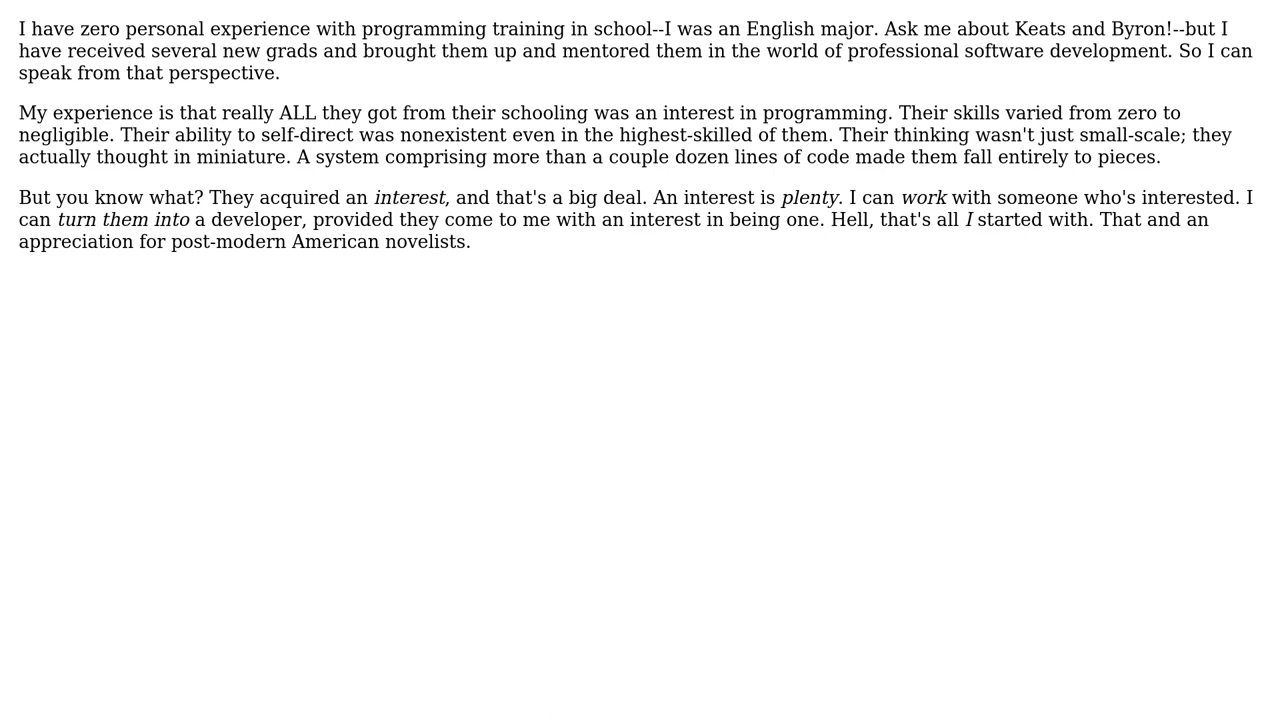 I have zero personal experience with programming training in school--I was an English major. Ask me about Keats and Byron!--but I
have received several new grads and brought them up and mentored them in the world of professional software development. So I can
speak from that perspective.
My experience is that really ALL they got from their schooling was an interest in programming. Their skills varied from zero to
negligible. Their ability to self-direct was nonexistent even in the highest-skilled of them. Their thinking wasn't just small-scale; they
actually thought in miniature. A system comprising more than a couple dozen lines of code made them fall entirely to pieces.
But you know what? They acquired an interest, and that's a big deal. An interest is plenty. I can work with someone who's interested. I
can turn them into a developer, provided they come to me with an interest in being one. Hell, that's all I started with. That and an
appreciation for post-modern American novelists.